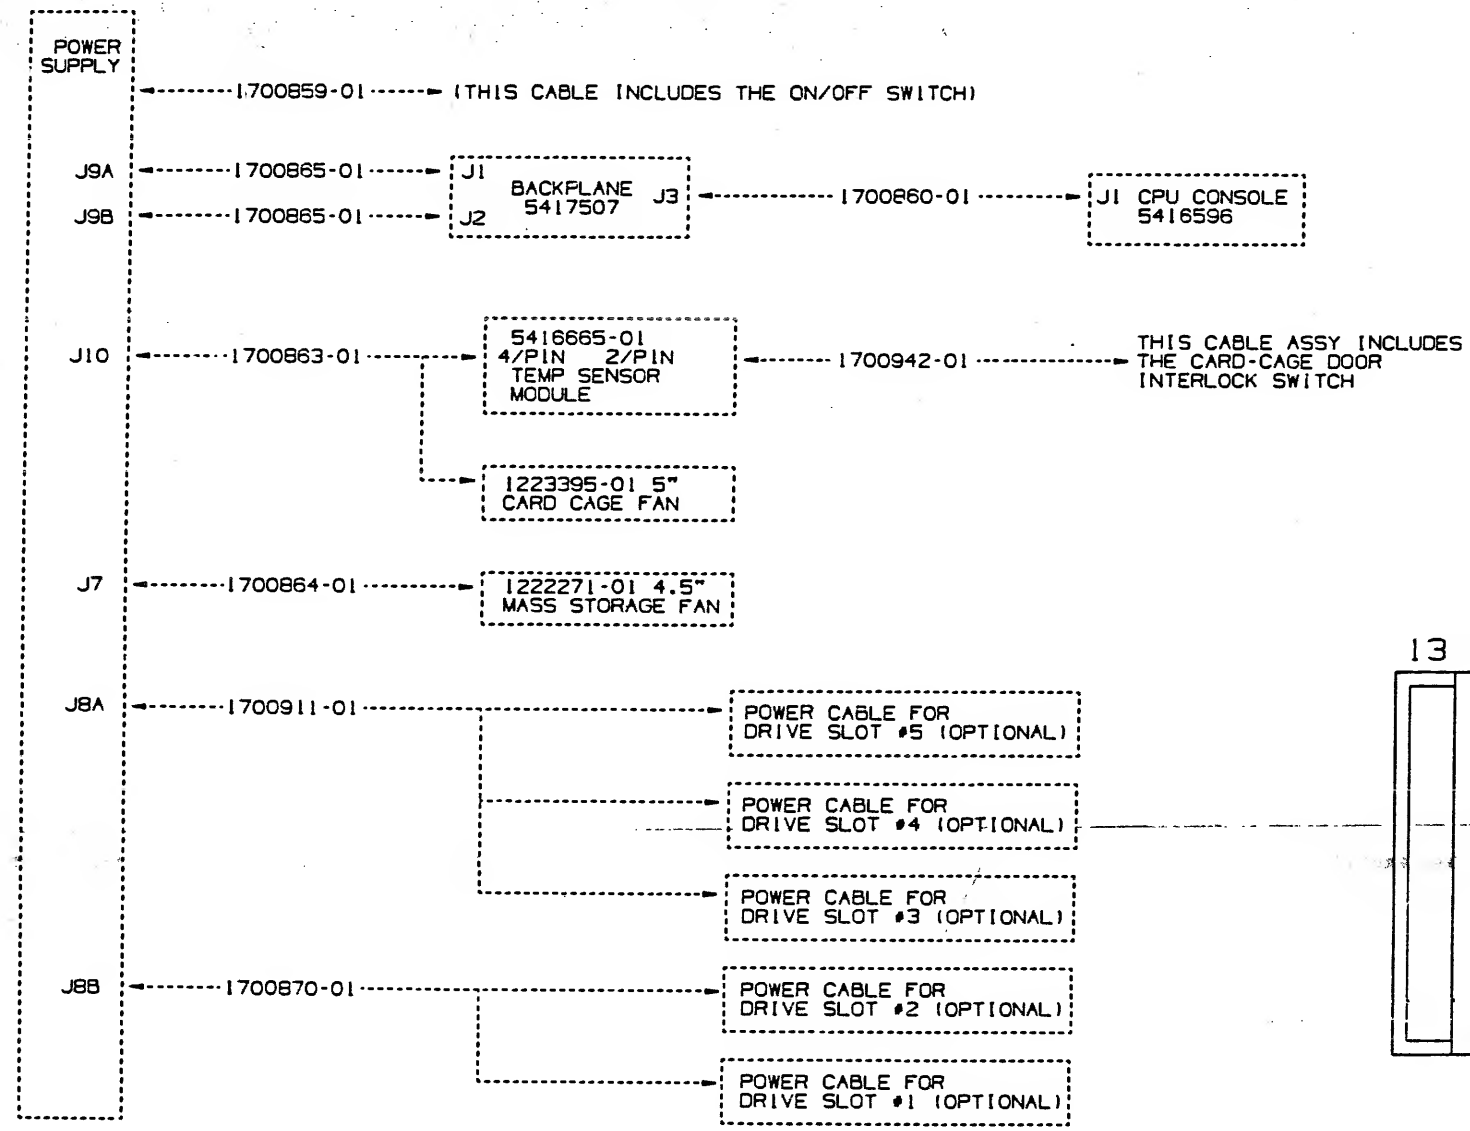 POWER
SUPPLY
1700859-01
(THIS CABLE INCLUDES THE ON/OFF SWITCH)
J9A
1700865-01
J1
J9B
1700865-01
J2
BACKPLANE
5417507
J3
1700860-01
J1 CPU CONSOLE
5416596
J10
1700863-01
5416665-01
4/PIN 2/PIN
TEMP SENSOR
MODULE
1700942-01
THIS CABLE ASSY INCLUDES
THE CARD-CAGE DOOR
INTERLOCK SWITCH
1223395-01 5"
CARD CAGE FAN
J7
1700864-01
1222271-01 4.5"
MASS STORAGE FAN
13
J8A
1700911-01
POWER CABLE FOR
DRIVE SLOT #5 (OPTIONAL)
POWER CABLE FOR
DRIVE SLOT #4 (OPTIONAL)
POWER CABLE FOR
DRIVE SLOT #3 (OPTIONAL)
J8B
1700870-01
POWER CABLE FOR
DRIVE SLOT #2 (OPTIONAL)
POWER CABLE FOR
DRIVE SLOT #1 (OPTIONAL)